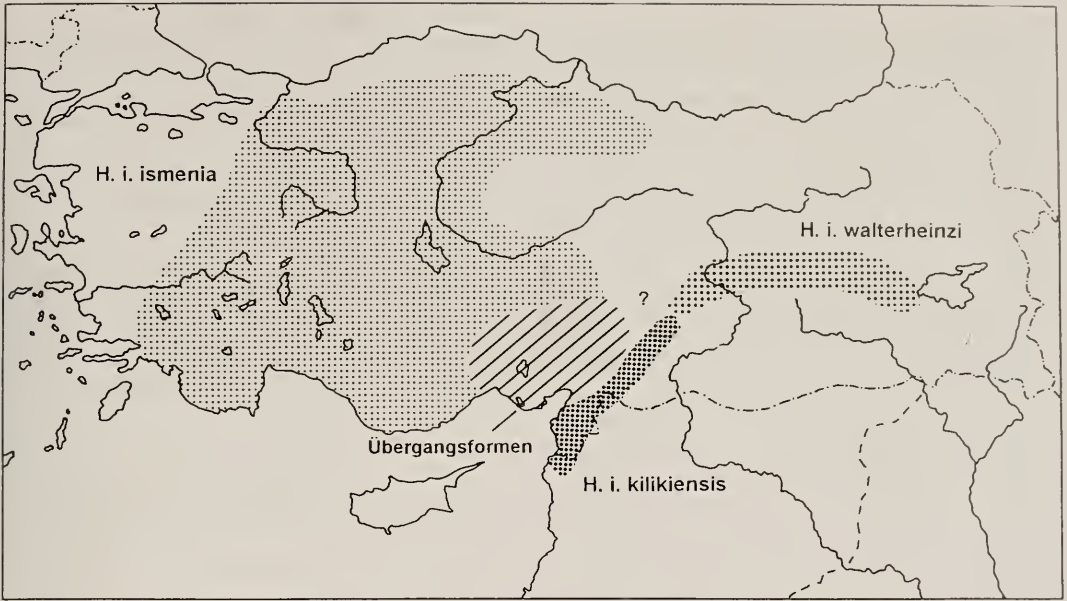 H. i. ismenia
H. i. walterheinzi
?
Übergangsformen
H. i. kilikiensis